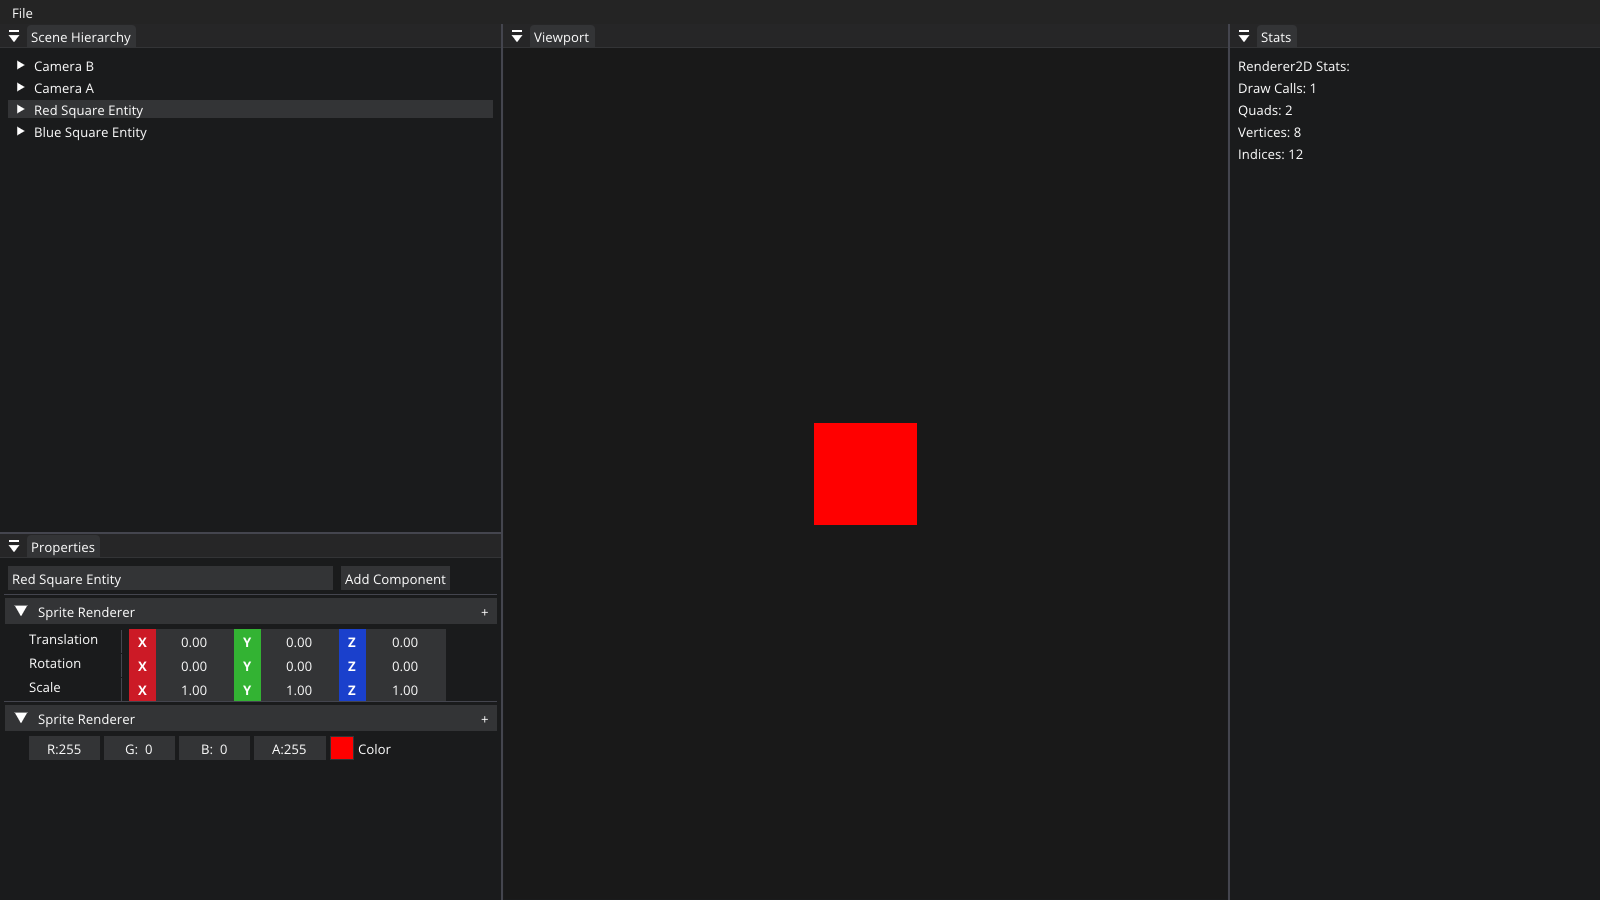 File
Scene Hierarchy
Camera B
Camera A
Red Square Entity
Blue Square Entity
Properties
Red Square Entity Add Component
Sprite Renderer +
Translation X 0.00 Y 0.00 Z 0.00
Rotation X 0.00 Y 0.00 Z 0.00
Scale X 1.00 Y 1.00 Z 1.00
Sprite Renderer +
R:255 G: 0 B: 0 A:255 Color
Viewport
Stats
Renderer2D Stats:
Draw Calls: 1
Quads: 2
Vertices: 8
Indices: 12